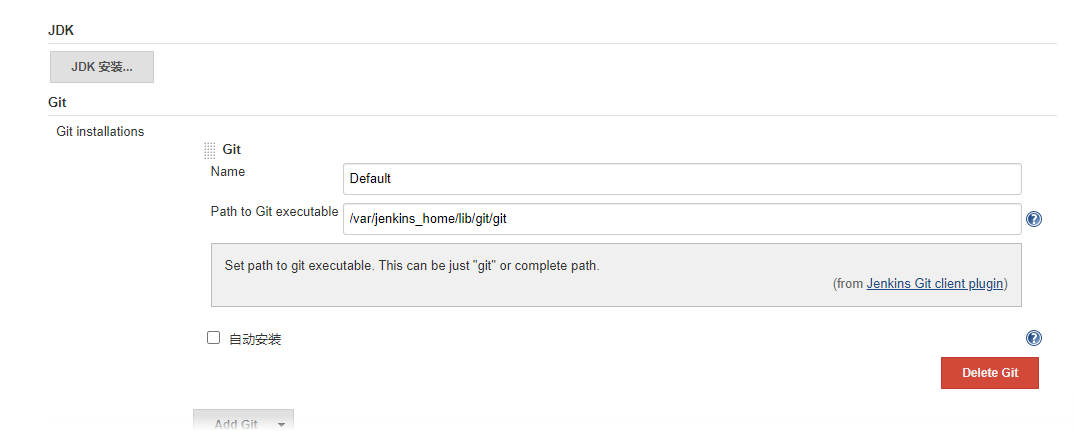 JDK
JDK 安装...
Git
Git installations
Git
Name
Default
Path to Git executable
/var/jenkins_home/lib/git/git
?
Set path to git executable. This can be just "git" or complete path.
(from Jenkins Git client plugin)
自动安装
?
Delete Git
Add Git